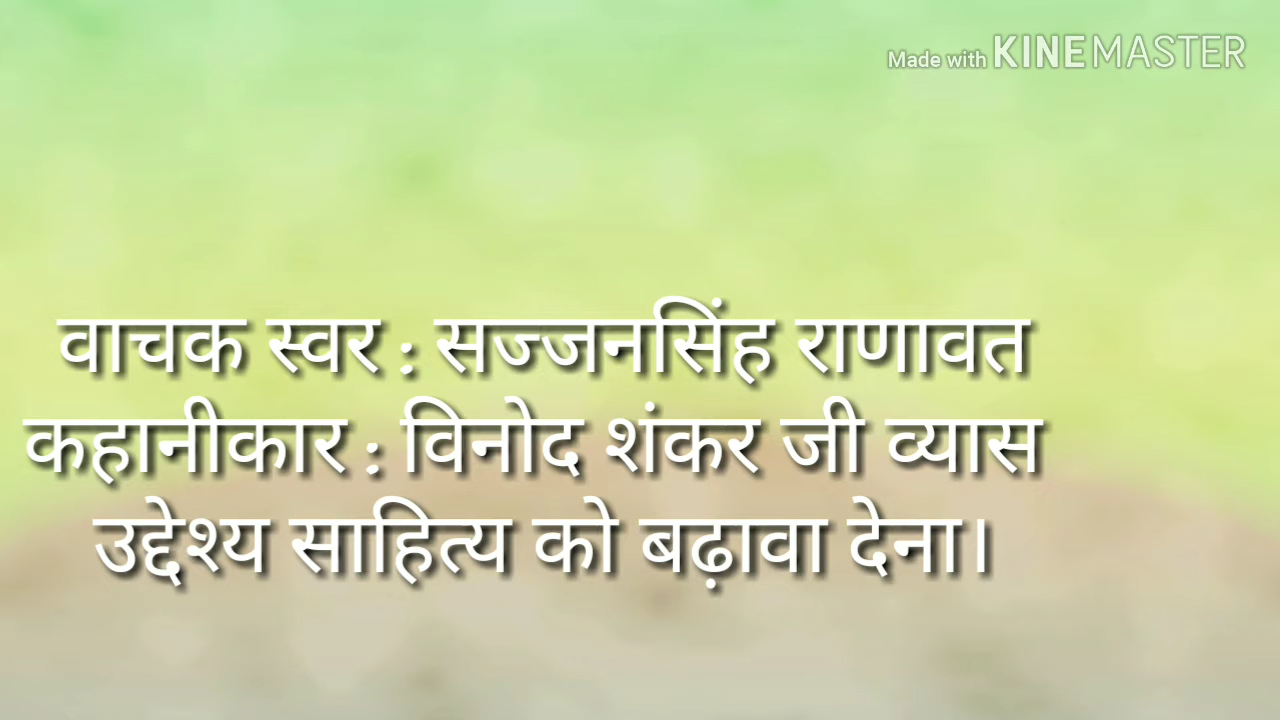 Made with KINEMASTER
वाचक स्वर : सज्जनसिंह राणावत
कहानीकार : विनोद शंकर जी व्यास
उद्देश्य साहित्य को बढ़ावा देना।